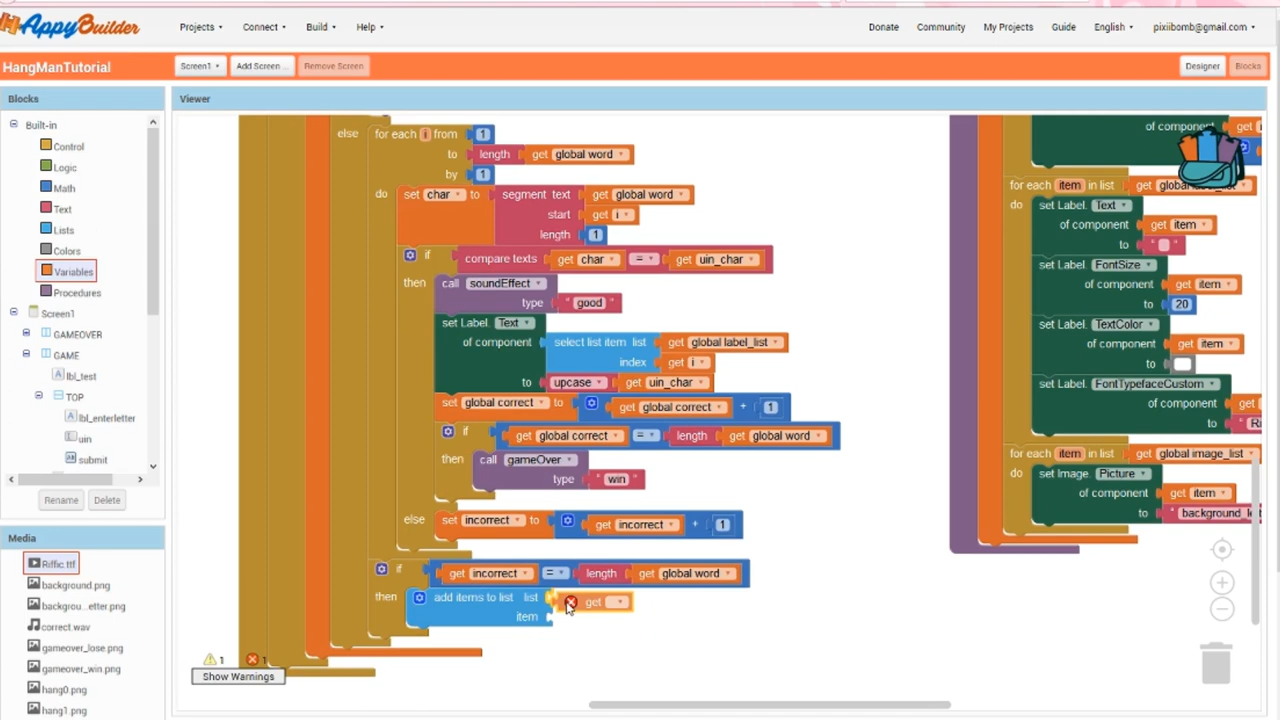 AppyBuilder
Projects Connect Build Help
Donate Community My Projects Guide English pixiibomb@gmail.com
HangManTutorial
Screen1 Add Screen ... Remove Screen
Designer Blocks
Blocks
Viewer
Built-in
Control
Logic
Math
Text
Lists
Colors
Variables
Procedures
Screen1
GAMEOVER
GAME
lbl_test
TOP
lbl_enterletter
uin
submit
Rename Delete
Media
Riffic.ttf
background.png
backgrou...etter.png
correct.wav
gameover_lose.png
gameover_win.png
hang0.png
hang1.png
else for each i from 1
to length get global word
by 1
do set char to segment text get global word
start get i
length 1
if compare texts get char = get uin_char
then call soundEffect
type " good "
set Label. Text
of component select list item list get global label_list
index get i
to upcase get uin_char
set global correct to get global correct + 1
if get global correct = length get global word
then call gameOver
type " win "
else set incorrect to get incorrect + 1
if get incorrect = length get global word
then add items to list list get
item
1 1
Show Warnings
of component get
for each item in list get
do set Label. Text
of component get item
to " "
set Label. FontSize
of component get item
to 20
set Label. TextColor
of component get item
to
set Label. FontTypefaceCustom
of component get
to "
for each item in list get global image_list
do set Image. Picture
of component get item
to "